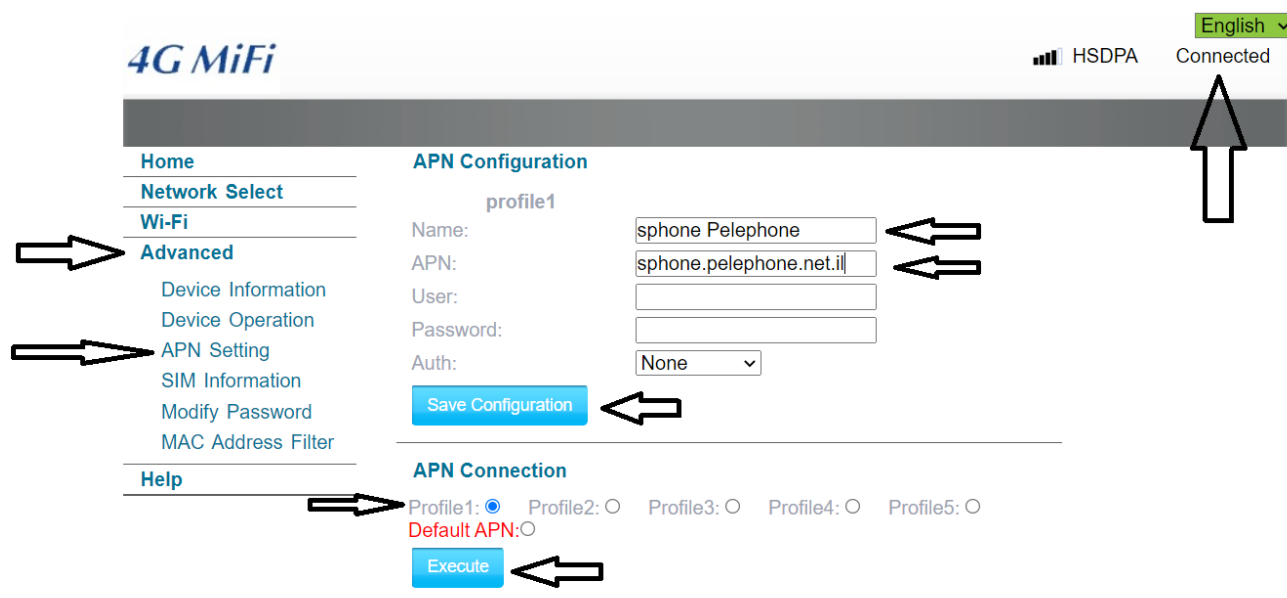 English
4G MiFi
HSDPA Connected
Home
Network Select
Wi-Fi
Advanced
Device Information
Device Operation
APN Setting
SIM Information
Modify Password
MAC Address Filter
Help
APN Configuration
profile1
Name: sphone Pelephone
APN: sphone.pelephone.net.il
User:
Password:
Auth: None
Save Configuration
APN Connection
Profile1: Profile2: Profile3: Profile4: Profile5:
Default APN:
Execute